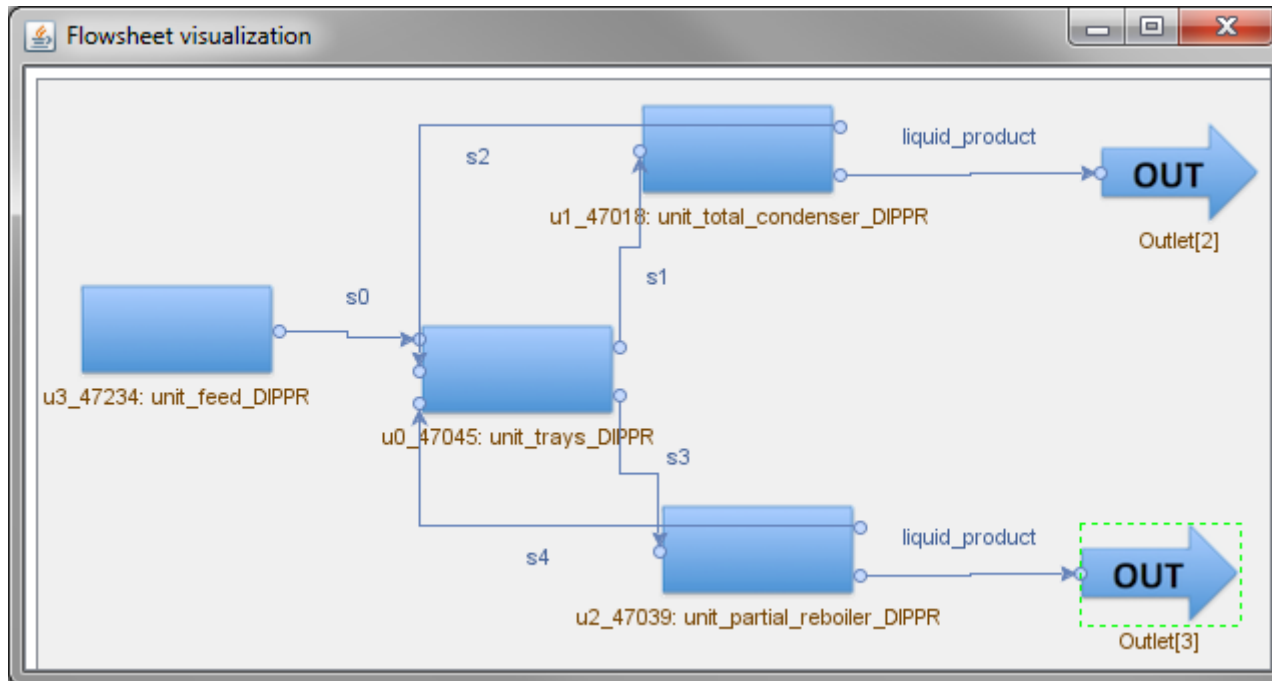 Flowsheet visualization
s2
liquid_product
OUT
u1_47018: unit_total_condenser_DIPPR
Outlet[2]
s1
s0
u3_47234: unit_feed_DIPPR
u0_47045: unit_trays_DIPPR
s3
s4
liquid_product
OUT
u2_47039: unit_partial_reboiler_DIPPR
Outlet[3]